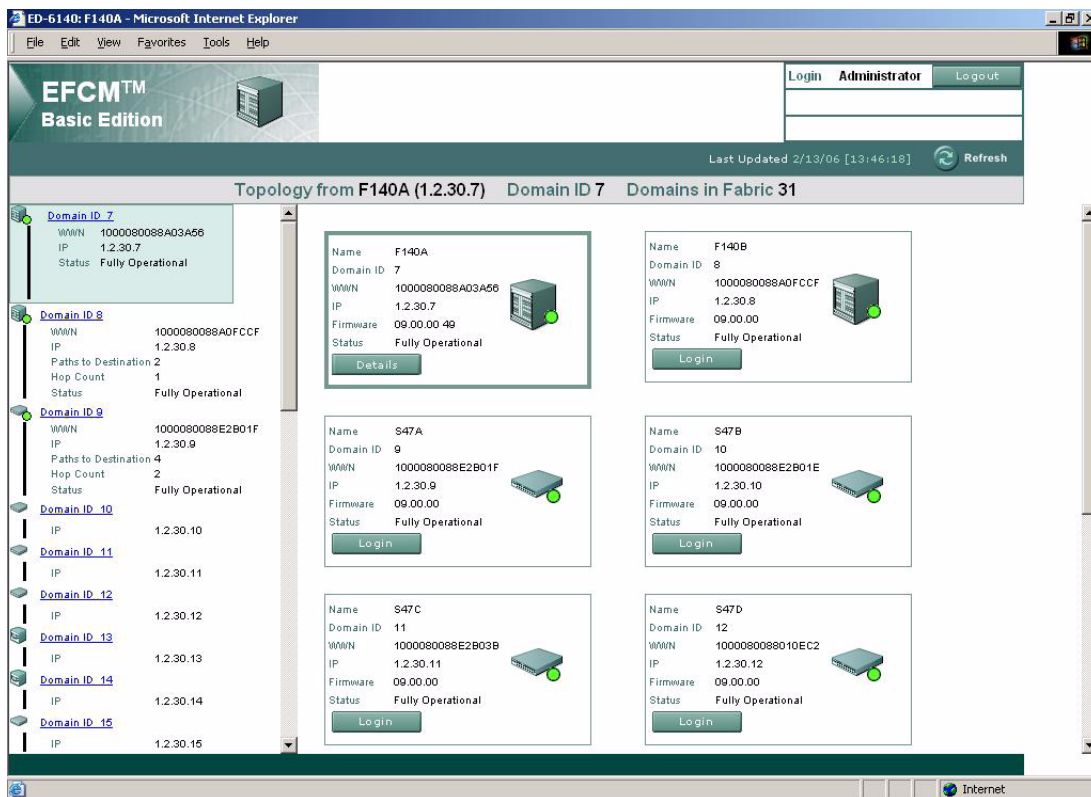 ED-6140: F140A - Microsoft Internet Explorer
File Edit View Favorites Tools Help
EFCM™
Basic Edition
Login Administrator Logout
Last Updated 2/13/06 [13:46:18] Refresh
Topology from F140A (1.2.30.7) Domain ID 7 Domains in Fabric 31
Domain ID 7
WWN 1000080088A03A56
IP 1.2.30.7
Status Fully Operational
Domain ID 8
WWN 1000080088A0FCCF
IP 1.2.30.8
Paths to Destination 2
Hop Count 1
Status Fully Operational
Domain ID 9
WWN 1000080088E2B01F
IP 1.2.30.9
Paths to Destination 4
Hop Count 2
Status Fully Operational
Domain ID 10
IP 1.2.30.10
Domain ID 11
IP 1.2.30.11
Domain ID 12
IP 1.2.30.12
Domain ID 13
IP 1.2.30.13
Domain ID 14
IP 1.2.30.14
Domain ID 15
IP 1.2.30.15
Name F140A
Domain ID 7
WWN 1000080088A03A56
IP 1.2.30.7
Firmware 09.00.00 49
Status Fully Operational
Details
Name F140B
Domain ID 8
WWN 1000080088A0FCCF
IP 1.2.30.8
Firmware 09.00.00
Status Fully Operational
Login
Name S47A
Domain ID 9
WWN 1000080088E2B01F
IP 1.2.30.9
Firmware 09.00.00
Status Fully Operational
Login
Name S47B
Domain ID 10
WWN 1000080088E2B01E
IP 1.2.30.10
Firmware 09.00.00
Status Fully Operational
Login
Name S47C
Domain ID 11
WWN 1000080088E2B03B
IP 1.2.30.11
Firmware 09.00.00
Status Fully Operational
Login
Name S47D
Domain ID 12
WWN 1000080088010EC2
IP 1.2.30.12
Firmware 09.00.00
Status Fully Operational
Login
Internet